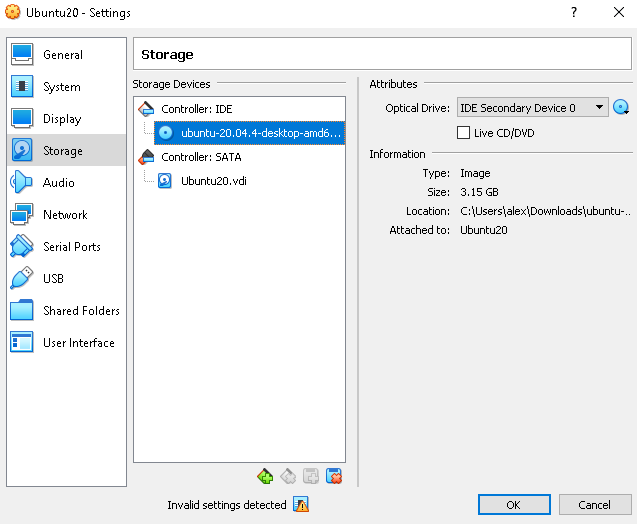 Ubuntu20 - Settings
General
System
Display
Storage
Audio
Network
Serial Ports
USB
Shared Folders
User Interface
Storage
Storage Devices
Controller: IDE
ubuntu-20.04.4-desktop-amd6...
Controller: SATA
Ubuntu20.vdi
Attributes
Optical Drive: IDE Secondary Device 0
Live CD/DVD
Information
Type: Image
Size: 3.15 GB
Location: C:\Users\alex\Downloads\ubuntu-...
Attached to: Ubuntu20
Invalid settings detected
OK
Cancel